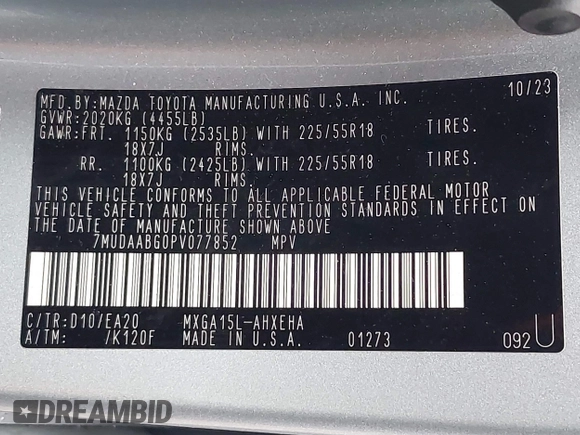 MFD.BY:MAZDA TOYOTA MANUFACTURING U.S.A. INC. 10/23
GVWR:2020KG (4455LB)
GAWR:FRT. 1150KG (2535LB) WITH 225/55R18 TIRES.
18X7J RIMS.
RR. 1100KG (2425LB) WITH 225/55R18 TIRES.
18X7J RIMS.
THIS VEHICLE CONFORMS TO ALL APPLICABLE FEDERAL MOTOR
VEHICLE SAFETY AND THEFT PREVENTION STANDARDS IN EFFECT ON
THE DATE OF MANUFACTURE SHOWN ABOVE.
7MUDAABG0PV077852 MPV
C/TR:D10/EA20 MXGA15L-AHXEHA
A/TM: /K120F MADE IN U.S.A. 01273 092U
DREAMBID